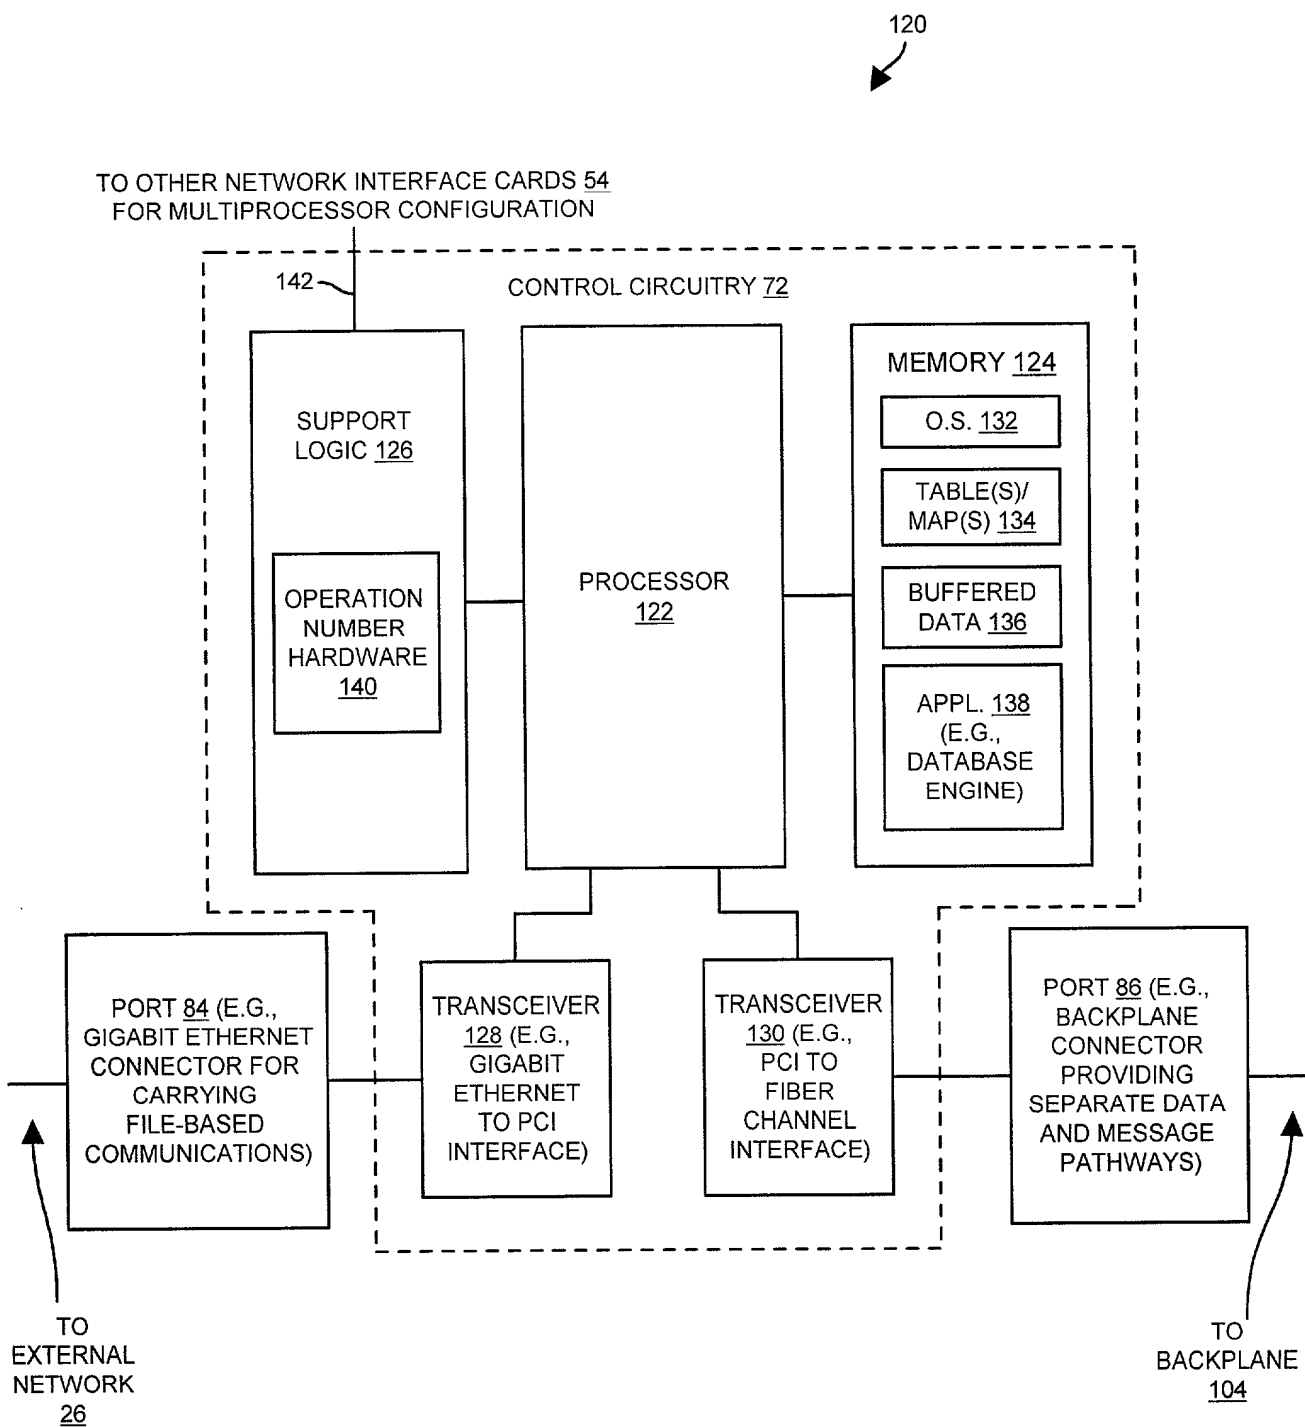 120
TO OTHER NETWORK INTERFACE CARDS 54
FOR MULTIPROCESSOR CONFIGURATION
142
CONTROL CIRCUITRY 72
SUPPORT
LOGIC 126
OPERATION
NUMBER
HARDWARE
140
PROCESSOR
122
MEMORY 124
O.S. 132
TABLE(S)/
MAP(S) 134
BUFFERED
DATA 136
APPL. 138
(E.G.,
DATABASE
ENGINE)
PORT 84 (E.G.,
GIGABIT ETHERNET
CONNECTOR FOR
CARRYING
FILE-BASED
COMMUNICATIONS)
TRANSCEIVER
128 (E.G.,
GIGABIT
ETHERNET
TO PCI
INTERFACE)
TRANSCEIVER
130 (E.G.,
PCI TO
FIBER
CHANNEL
INTERFACE)
PORT 86 (E.G.,
BACKPLANE
CONNECTOR
PROVIDING
SEPARATE DATA
AND MESSAGE
PATHWAYS)
TO
EXTERNAL
NETWORK
26
TO
BACKPLANE
104